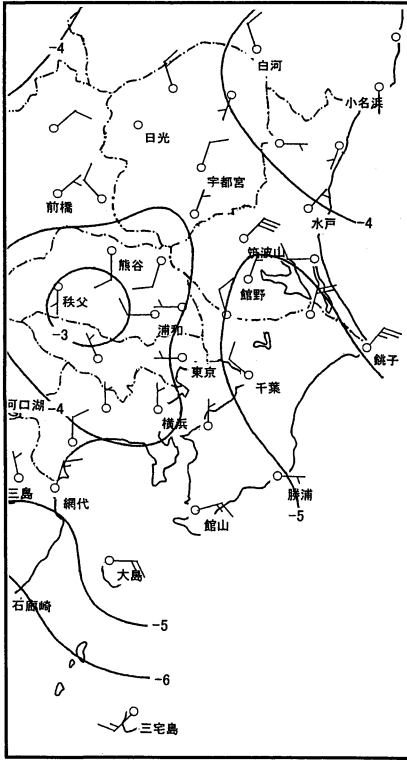 -4
白河
小名浜
日光
宇都宮
前橋
水戸
-4
筑波山
熊谷
館野
秩父
浦和
-3
銚子
東京
千葉
河口湖
-4
横浜
三島
網代
勝浦
館山
-5
大島
石廊崎
-5
-6
三宅島